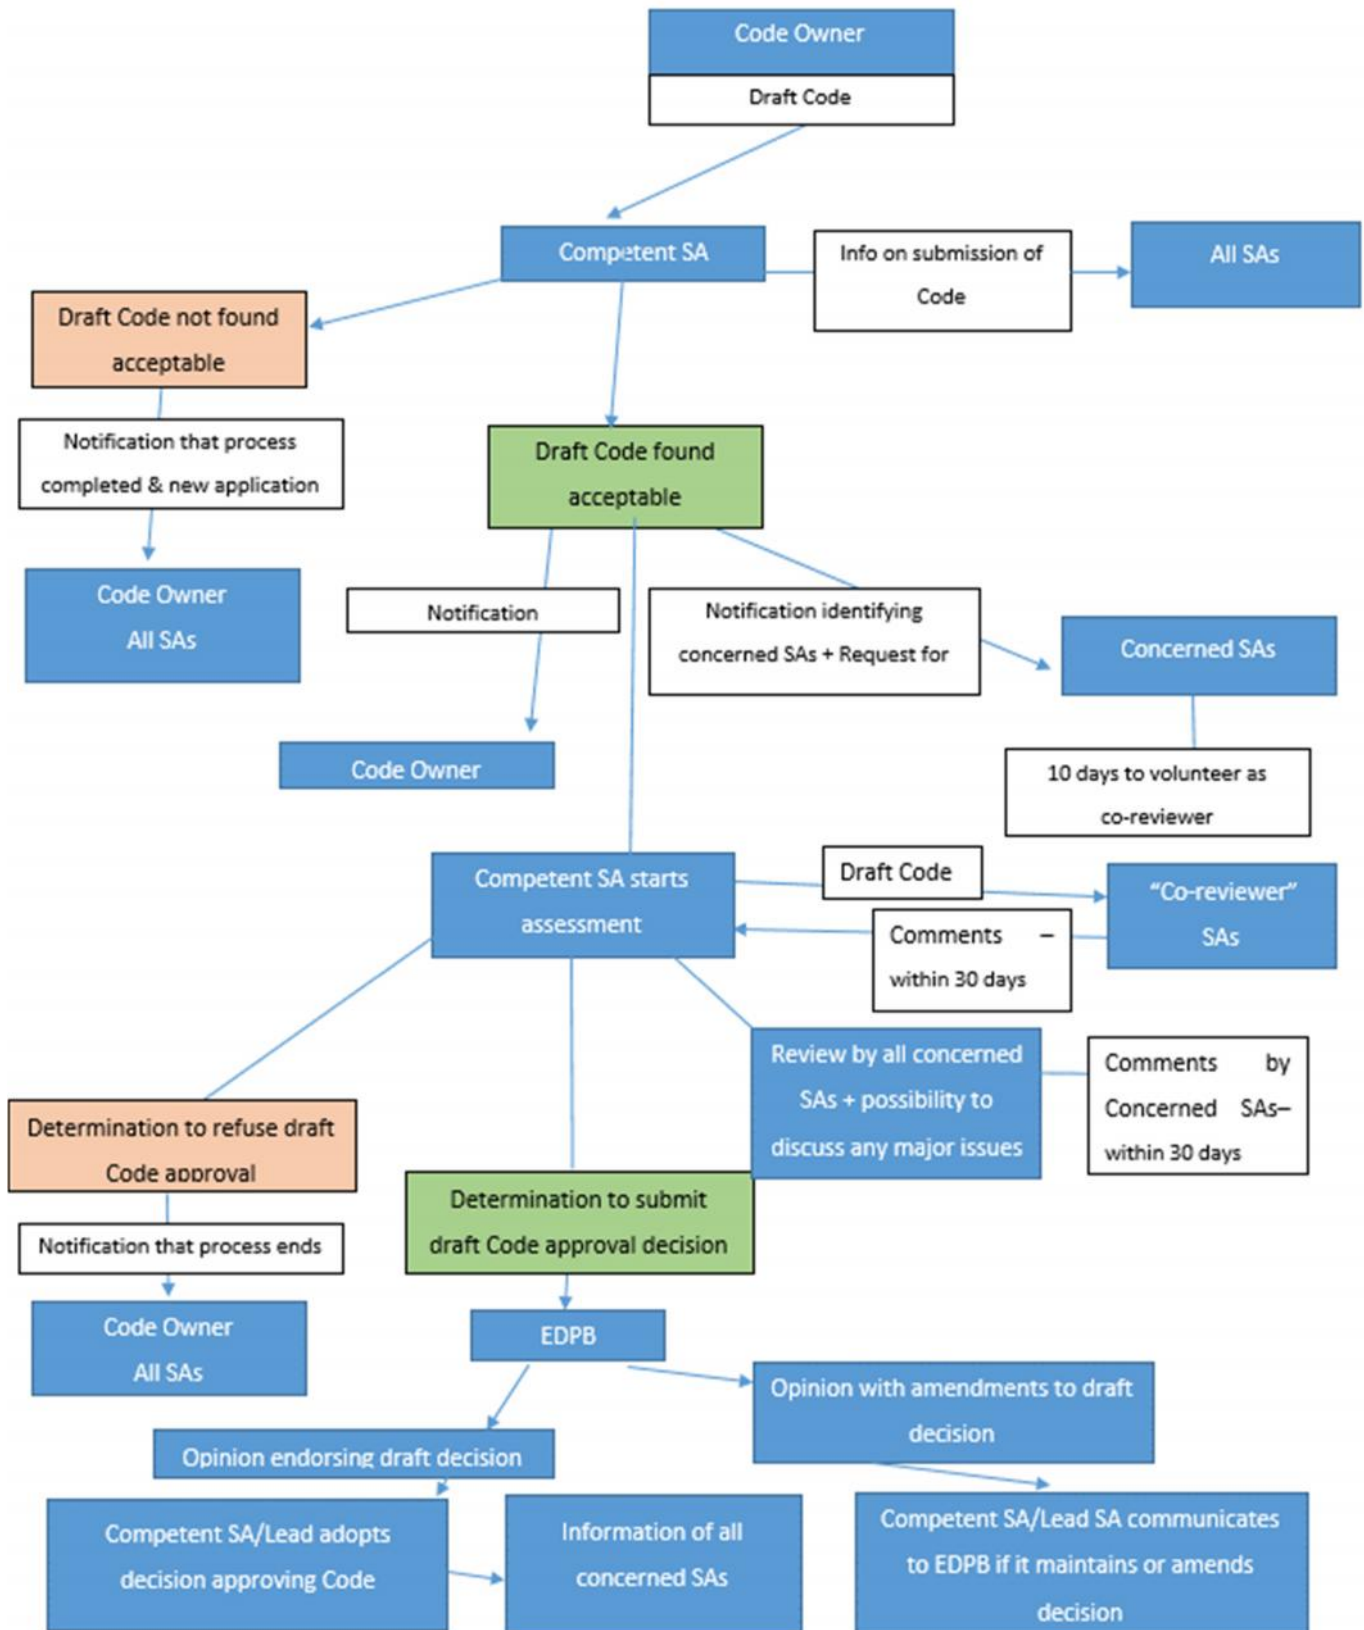 Code Owner
Draft Code
Competent SA
Info on submission of
Code
All SAs
Draft Code not found
acceptable
Notification that process
completed & new application
Code Owner
All SAs
Draft Code found
acceptable
Notification
Code Owner
Notification identifying
concerned SAs + Request for
Concerned SAs
10 days to volunteer as
co-reviewer
Competent SA starts
assessment
Draft Code
“Co-reviewer”
SAs
Comments –
within 30 days
Review by all concerned
SAs + possibility to
discuss any major issues
Comments by
Concerned SAs–
within 30 days
Determination to refuse draft
Code approval
Notification that process ends
Code Owner
All SAs
Determination to submit
draft Code approval decision
EDPB
Opinion with amendments to draft
decision
Opinion endorsing draft decision
Competent SA/Lead adopts
decision approving Code
Information of all
concerned SAs
Competent SA/Lead SA communicates
to EDPB if it maintains or amends
decision